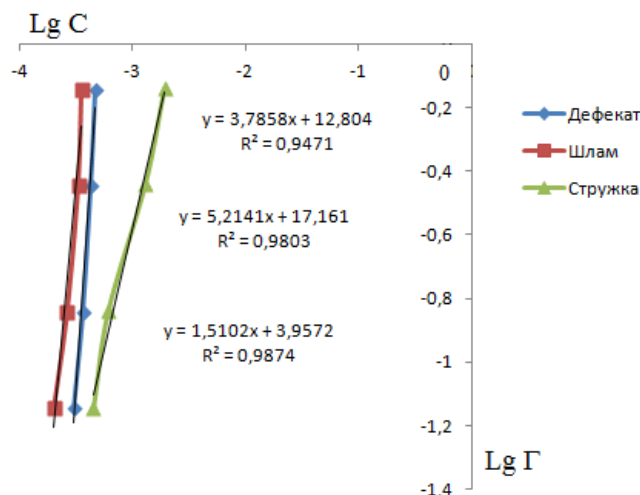 Lg C
-4
-3
-2
-1
0
-0,2
-0,4
-0,6
-0,8
-1
-1,2
-1,4
y = 3,7858x + 12,804
R² = 0,9471
y = 5,2141x + 17,161
R² = 0,9803
y = 1,5102x + 3,9572
R² = 0,9874
Дефекат
Шлам
Стружка
Lg Г